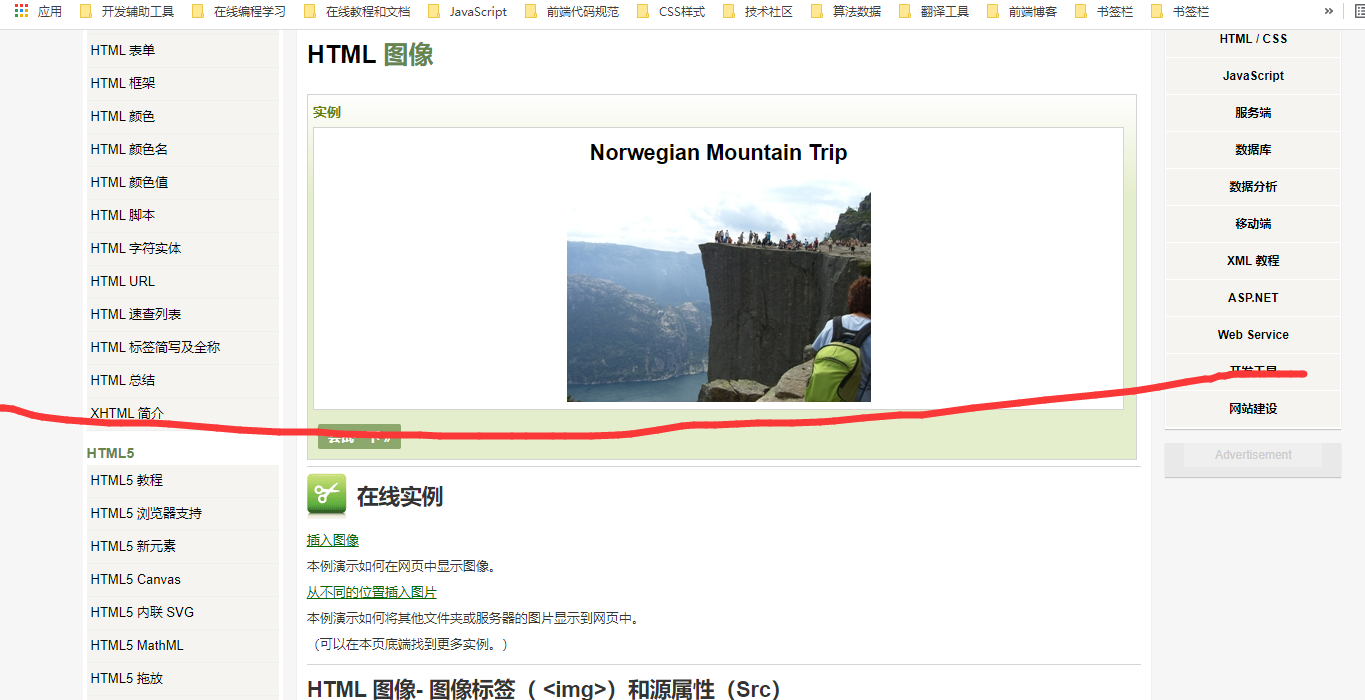 应用 开发辅助工具 在线编程学习 在线教程和文档 JavaScript 前端代码规范 CSS样式 技术社区 算法数据 翻译工具 前端博客 书签栏 书签栏 »
HTML 表单
HTML 框架
HTML 颜色
HTML 颜色名
HTML 颜色值
HTML 脚本
HTML 字符实体
HTML URL
HTML 速查列表
HTML 标签简写及全称
HTML 总结
XHTML 简介
HTML5
HTML5 教程
HTML5 浏览器支持
HTML5 新元素
HTML5 Canvas
HTML5 内联 SVG
HTML5 MathML
HTML5 拖放
HTML 图像
实例
Norwegian Mountain Trip
在线实例
插入图像
本例演示如何在网页中显示图像。
从不同的位置插入图片
本例演示如何将其他文件夹或服务器的图片显示到网页中。
（可以在本页底端找到更多实例。）
HTML 图像- 图像标签（ <img>）和源属性（Src）
HTML / CSS
JavaScript
服务端
数据库
数据分析
移动端
XML 教程
ASP.NET
Web Service
开发工具
网站建设
Advertisement